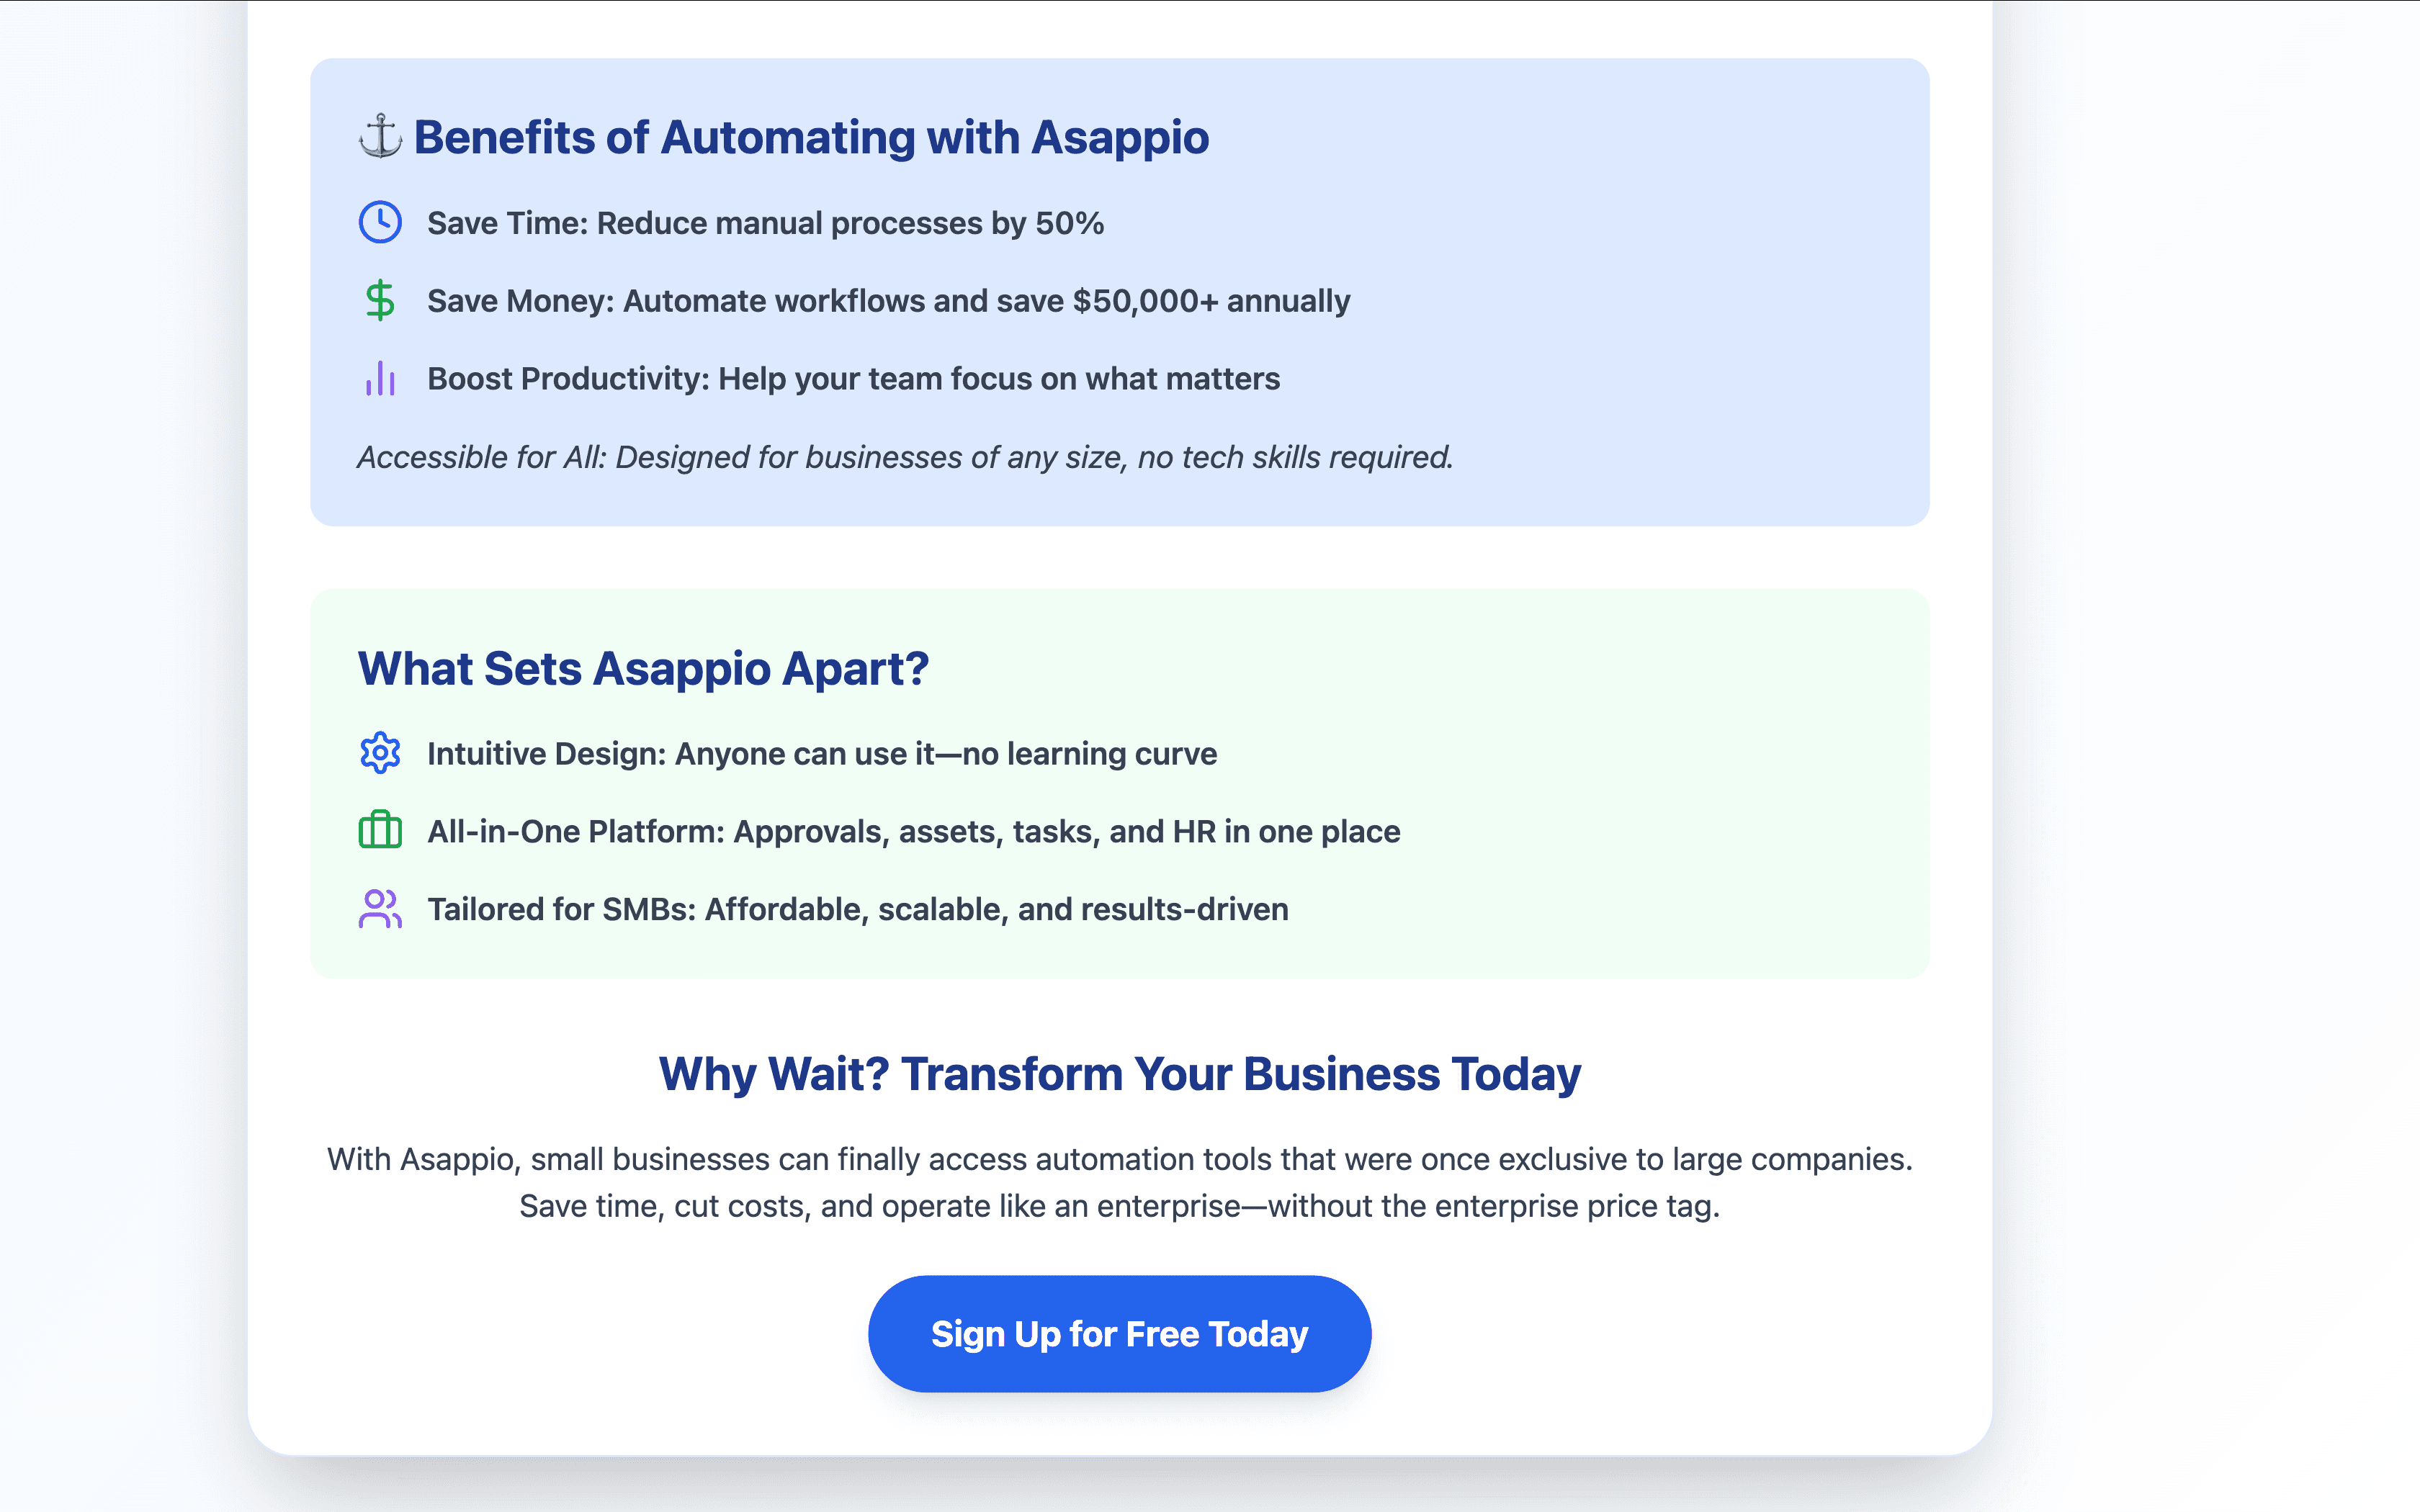 Benefits of Automating with Asappio
Save Time: Reduce manual processes by 50%
Save Money: Automate workflows and save $50,000+ annually
Boost Productivity: Help your team focus on what matters
Accessible for All: Designed for businesses of any size, no tech skills required.
What Sets Asappio Apart?
Intuitive Design: Anyone can use it—no learning curve
All-in-One Platform: Approvals, assets, tasks, and HR in one place
Tailored for SMBs: Affordable, scalable, and results-driven
Why Wait? Transform Your Business Today
With Asappio, small businesses can finally access automation tools that were once exclusive to large companies.
Save time, cut costs, and operate like an enterprise—without the enterprise price tag.
Sign Up for Free Today